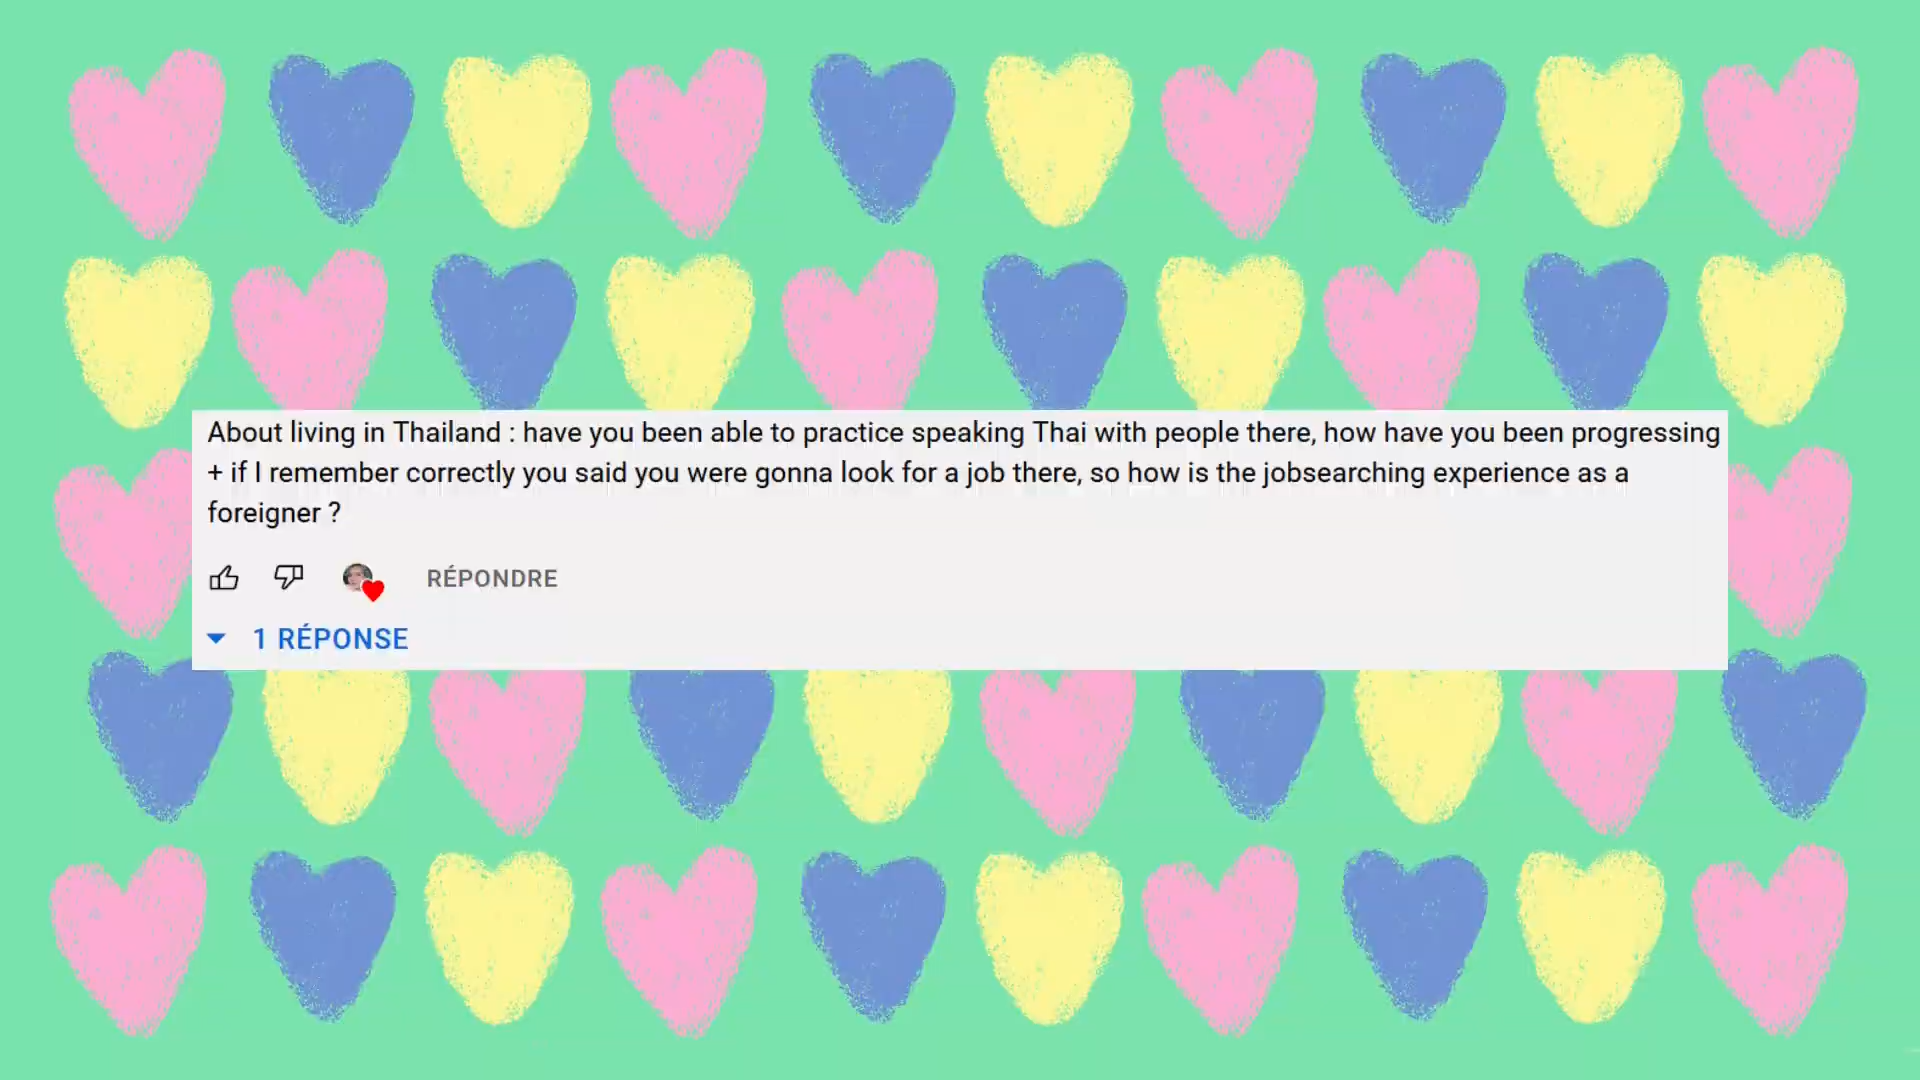 About living in Thailand : have you been able to practice speaking Thai with people there, how have you been progressing
+ if I remember correctly you said you were gonna look for a job there, so how is the jobsearching experience as a
foreigner ?
RÉPONDRE
1 RÉPONSE